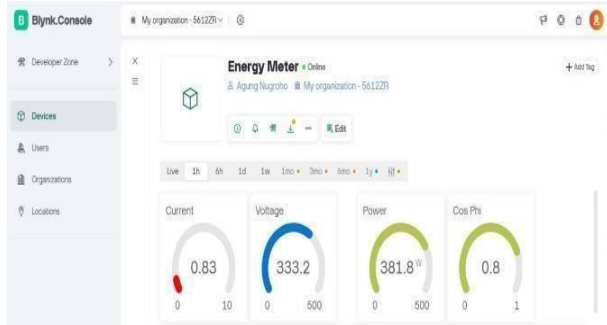 B Blynk.Console
My organization - 5612ZR
Developer Zone
Devices
Users
Organizations
Locations
Energy Meter • Online
Agung Nugroho My organization - 5612ZR
+ Add Tag
Edit
Live 1h 6h 1d 1w 1mo • 3mo • 6mo • 1y •
Current
0.83
0 10
Voltage
333.2
0 500
Power
381.8 W
0 500
Cos Phi
0.8
0 1